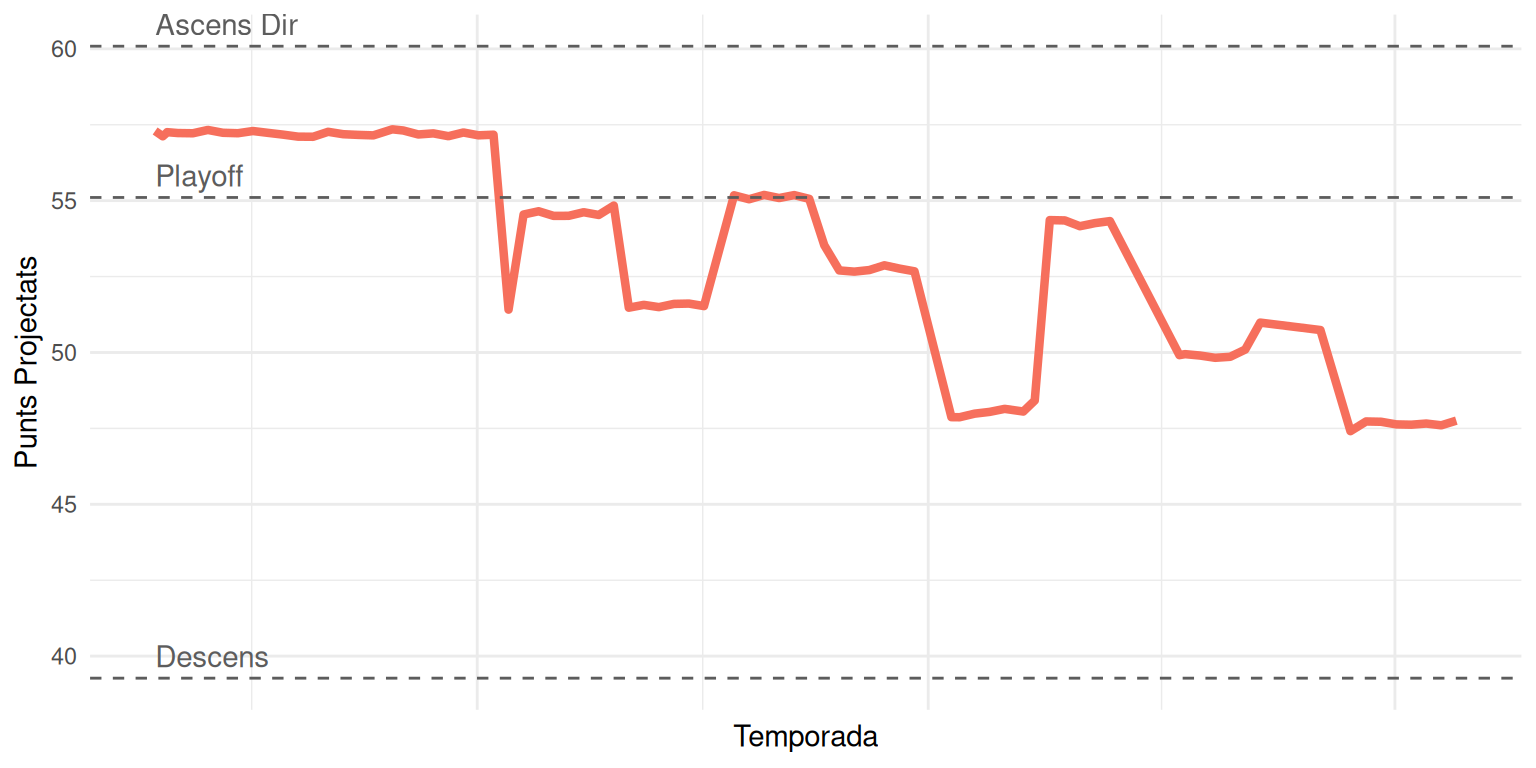 Ascens Dir
60
Playoff
55
50
45
Descens
40
Punts Projectats
Temporada